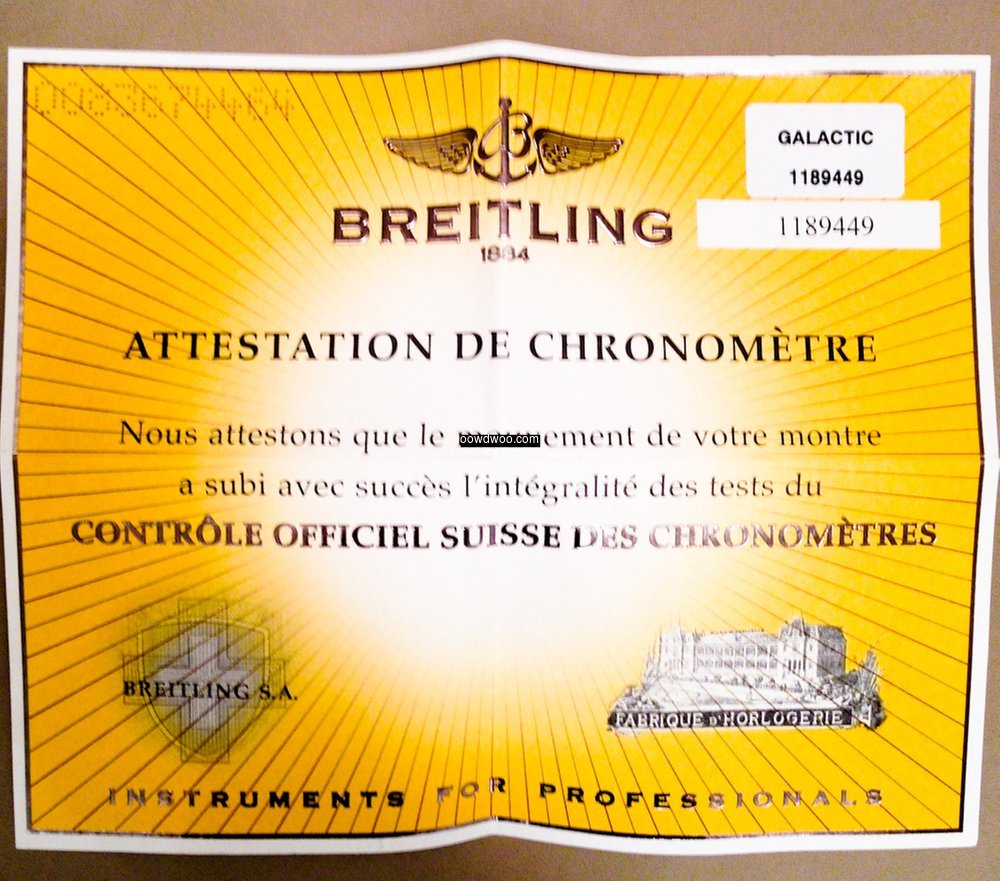 GALACTIC
1189449
1189449
BREITLING
1884
ATTESTATION DE CHRONOMÈTRE
Nous attestons que le ement de votre montre
oowdwoo.com
a subi avec succès l'intégralité des tests du
CONTRÔLE OFFICIEL SUISSE DES CHRONOMÈTRES
BREITLING S.A.
FABRIQUE D'HORLOGERIE
INSTRUMENTS FOR PROFESSIONALS